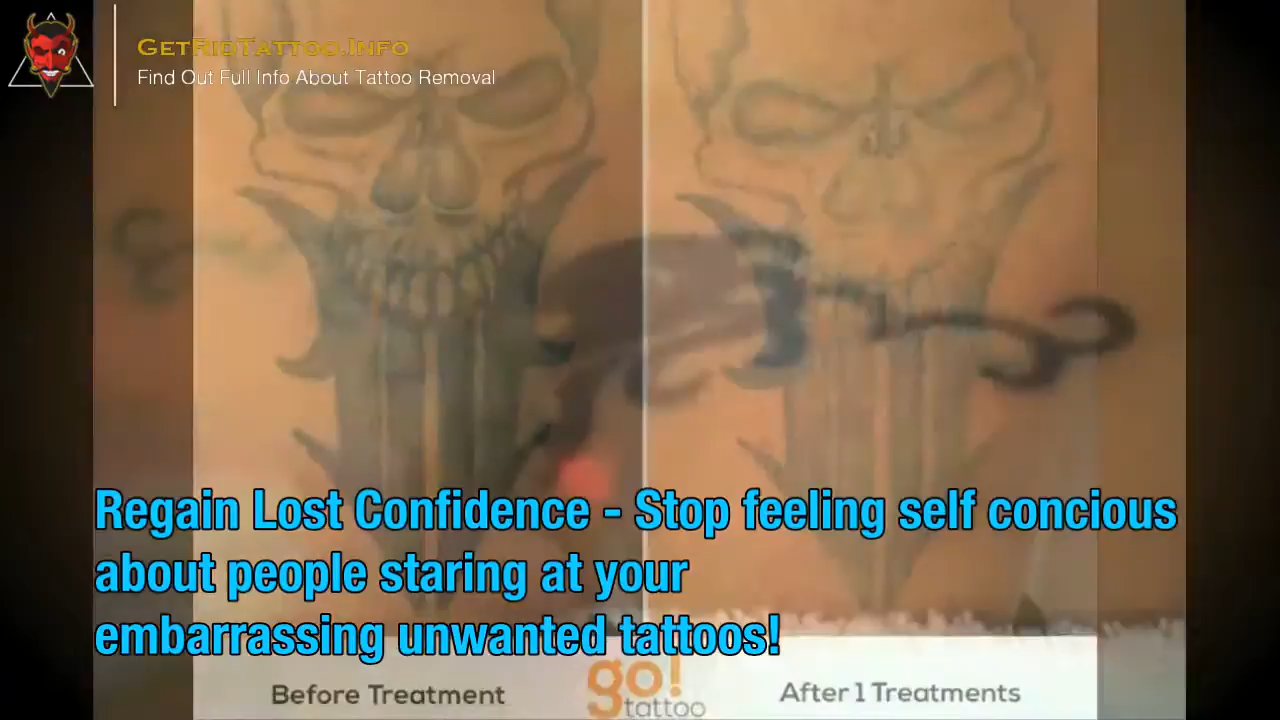 GetRidTattoo.Info
Find Out Full Info About Tattoo Removal
Regain Lost Confidence - Stop feeling self concious
about people staring at your
embarrassing unwanted tattoos!
Before Treatment
go!
tattoo
After 1 Treatments